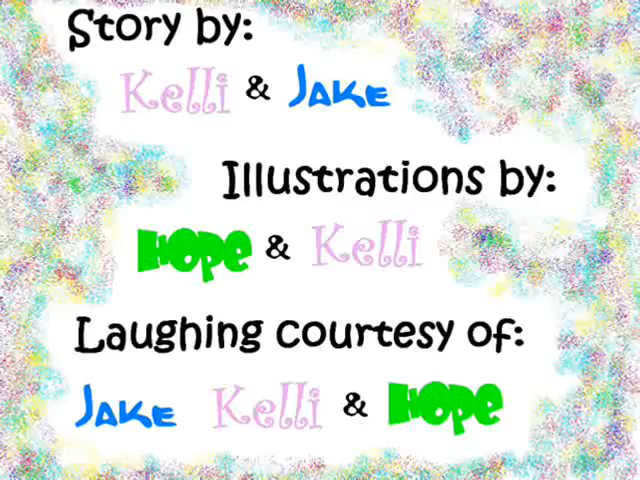 Story by:
Kelli & Jake
Illustrations by:
Hope & Kelli
Laughing courtesy of:
Jake Kelli & Hope